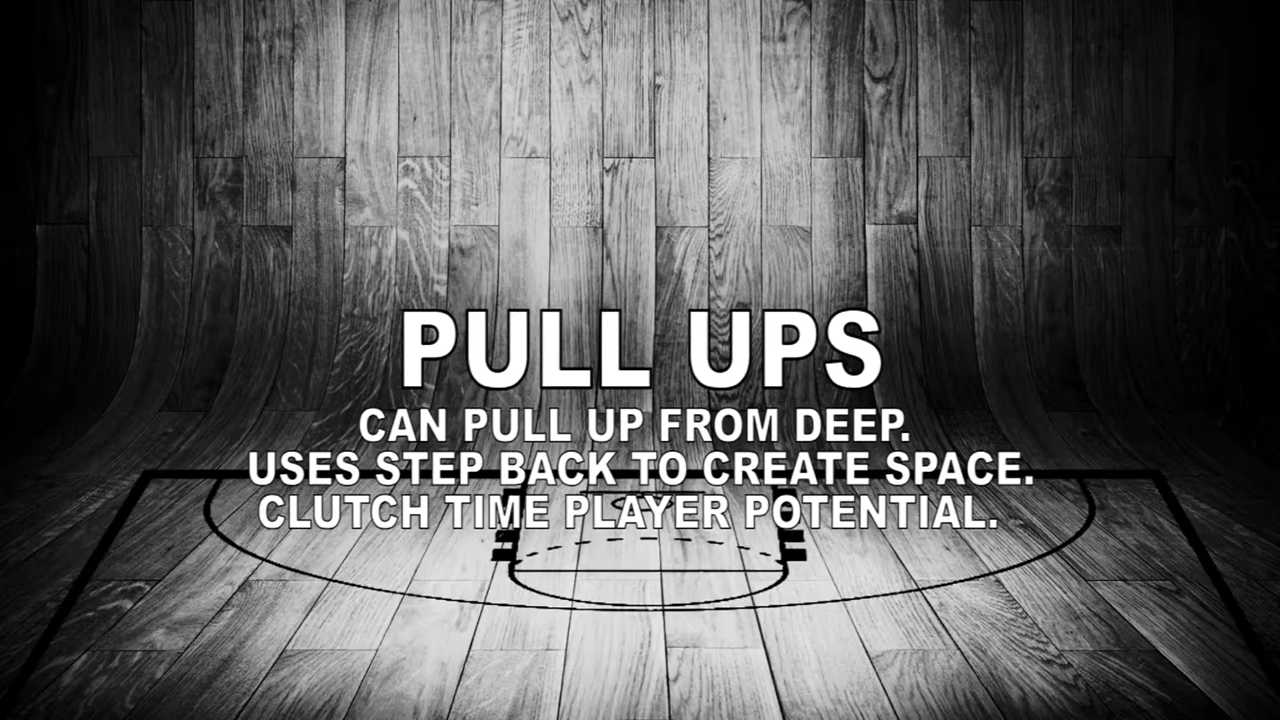 PULL UPS
CAN PULL UP FROM DEEP.
USES STEP BACK TO CREATE SPACE.
CLUTCH TIME PLAYER POTENTIAL.